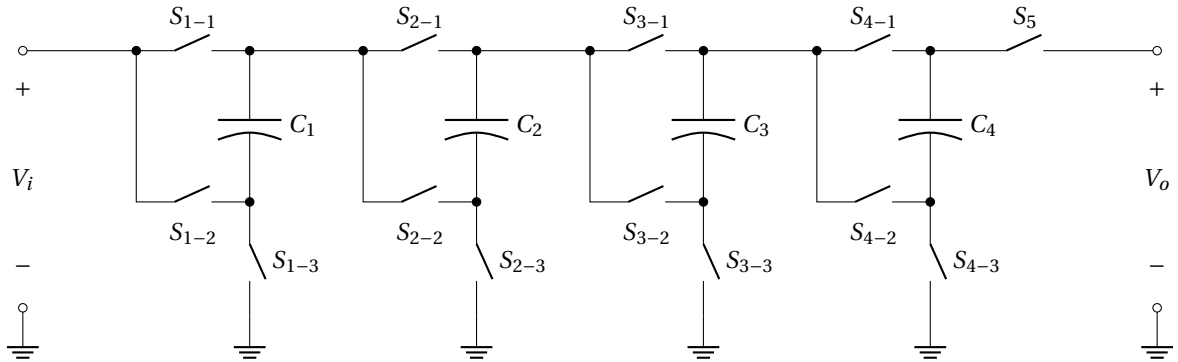 S₁₋₁ S₂₋₁ S₃₋₁ S₄₋₁ S₅
+ +
C₁ C₂ C₃ C₄
Vᵢ Vₒ
S₁₋₂ S₂₋₂ S₃₋₂ S₄₋₂
− S₁₋₃ S₂₋₃ S₃₋₃ S₄₋₃ −